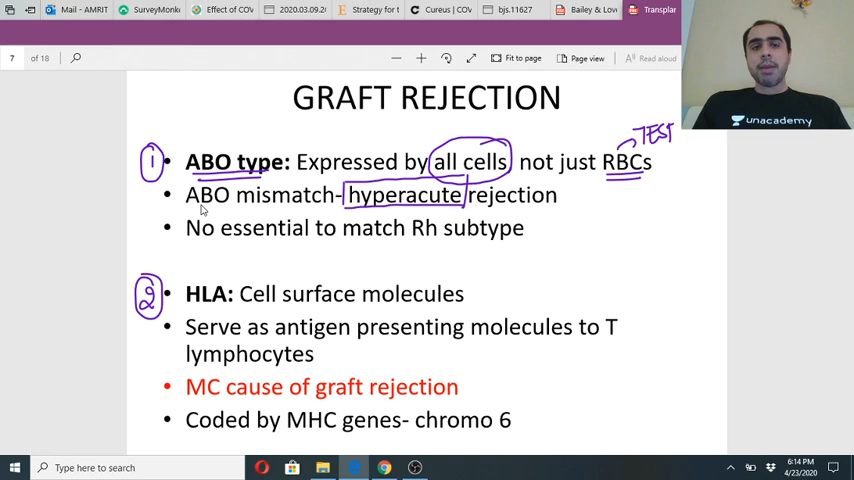 Mail - AMRIT
SurveyMonk
Effect of COV
2020.03.09.20
Strategy for t
Cureus | COV
bjs.11627
Bailey & Love
Transplan
7 of 18
Fit to page
Page view
Read aloud
unacademy
GRAFT REJECTION
TEST
1 • ABO type: Expressed by all cells not just RBCs
• ABO mismatch- hyperacute rejection
• No essential to match Rh subtype
2 • HLA: Cell surface molecules
• Serve as antigen presenting molecules to T
lymphocytes
• MC cause of graft rejection
• Coded by MHC genes- chromo 6
Type here to search
6:14 PM
4/23/2020